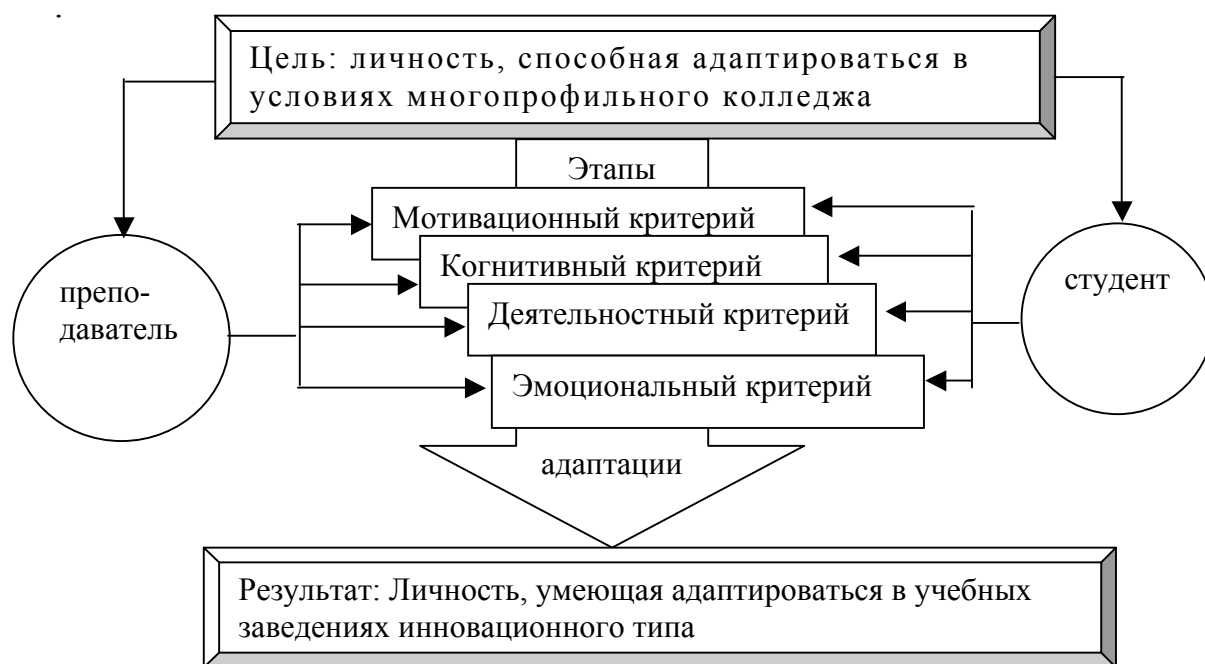 Цель: личность, способная адаптироваться в
условиях многопрофильного колледжа
Этапы
Мотивационный критерий
Когнитивный критерий
Деятельностный критерий
Эмоциональный критерий
препо-
даватель
студент
адаптации
Результат: Личность, умеющая адаптироваться в учебных
заведениях инновационного типа